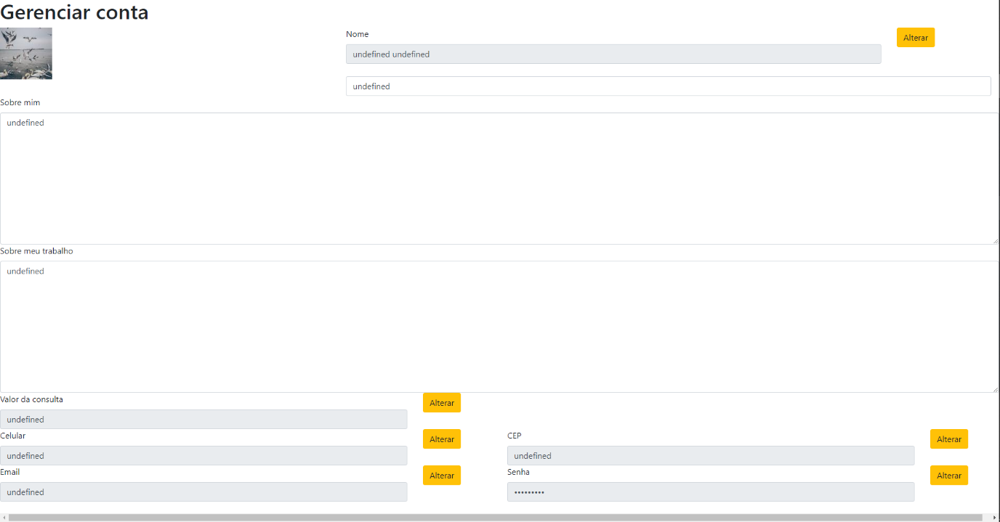 Gerenciar conta
Nome
Alterar
undefined undefined
undefined
Sobre mim
undefined
Sobre meu trabalho
undefined
Valor da consulta
Alterar
undefined
Celular
Alterar
CEP
Alterar
undefined
undefined
Email
Alterar
Senha
Alterar
undefined
•••••••••